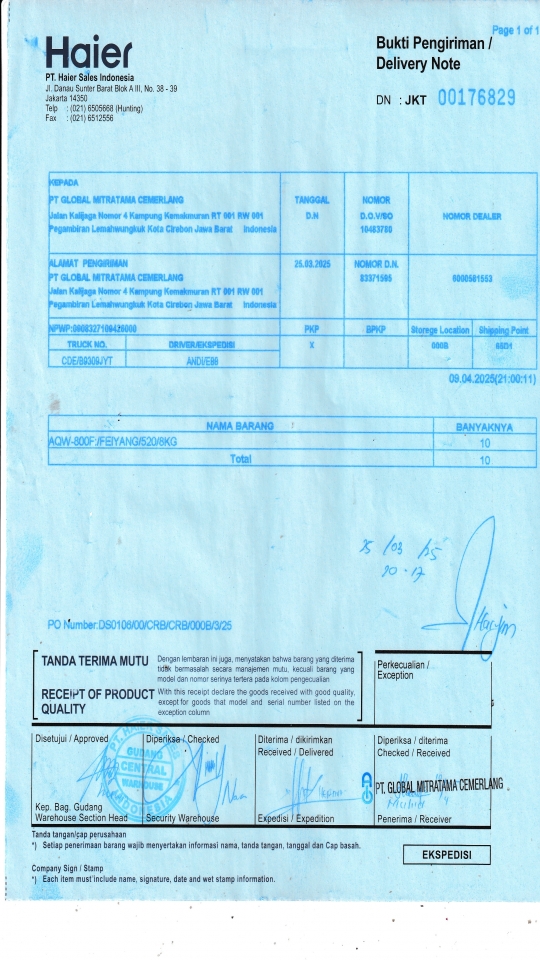 Page 1 of 1
Haier
Bukti Pengiriman /
Delivery Note
PT. Haier Sales Indonesia
Jl. Danau Sunter Barat Blok A III, No. 38 - 39
Jakarta 14350
Telp : (021) 6505668 (Hunting)
Fax : (021) 6512556
DN : JKT 00176829
KEPADA
PT GLOBAL MITRATAMA CEMERLANG
Jalan Kalijaga Nomor 4 Kampung Kemakmuran RT 001 RW 001
Pegambiran Lemahwungkuk Kota Cirebon Jawa Barat Indonesia
TANGGAL
D.N
NOMOR
D.O.V/SO
10483780
NOMOR DEALER
ALAMAT PENGIRIMAN
PT GLOBAL MITRATAMA CEMERLANG
Jalan Kalijaga Nomor 4 Kampung Kemakmuran RT 001 RW 001
Pegambiran Lemahwungkuk Kota Cirebon Jawa Barat Indonesia
25.03.2025
NOMOR D.N.
83371595
6000581553
PKP BPKP Storege Location Shipping Point
TRUCK NO. DRIVER/EKSPEDISI X 000B
COE/B9309JYT
09.04.2025(21:00:11)
NAMA BARANG BANYAKNYA
AQW-800F:/FEIYANG/520/8KG 10
Total 10
25/03/25
20.17
PO Number:DS0108/00/CRB/CRB/000B/3/25
TANDA TERIMA MUTU
Dengan lembaran ini juga, menyatakan bahwa barang yang diterima
tidak bermasalah secara manajemen mutu, kecuali barang yang
model dan nomor serinya tertera pada kolom pengecualian
RECEIPT OF PRODUCT
QUALITY
With this receipt declare the goods received with good quality,
except for goods that model and serial number listed on the
exception column
Perkecualian /
Exception
Disetujui / Approved
Diperiksa / Checked
Diterima / dikirimkan
Received / Delivered
Diperiksa / diterima
Checked / Received
GUDANG
CENTRAL
WAREHOUSE
INDONESIA
PT. GLOBAL MITRATAMA CEMERLANG
Kep. Bag. Gudang
Warehouse Section Head
Security Warehouse
Expedisi / Expedition
Penerima / Receiver
Tanda tangan/cap perusahaan
*) Setiap penerimaan barang wajib menyertakan informasi nama, tanda tangan, tanggal dan Cap basah.
EKSPEDISI
Company Sign / Stamp
*) Each item must include name, signature, date and wet stamp information.